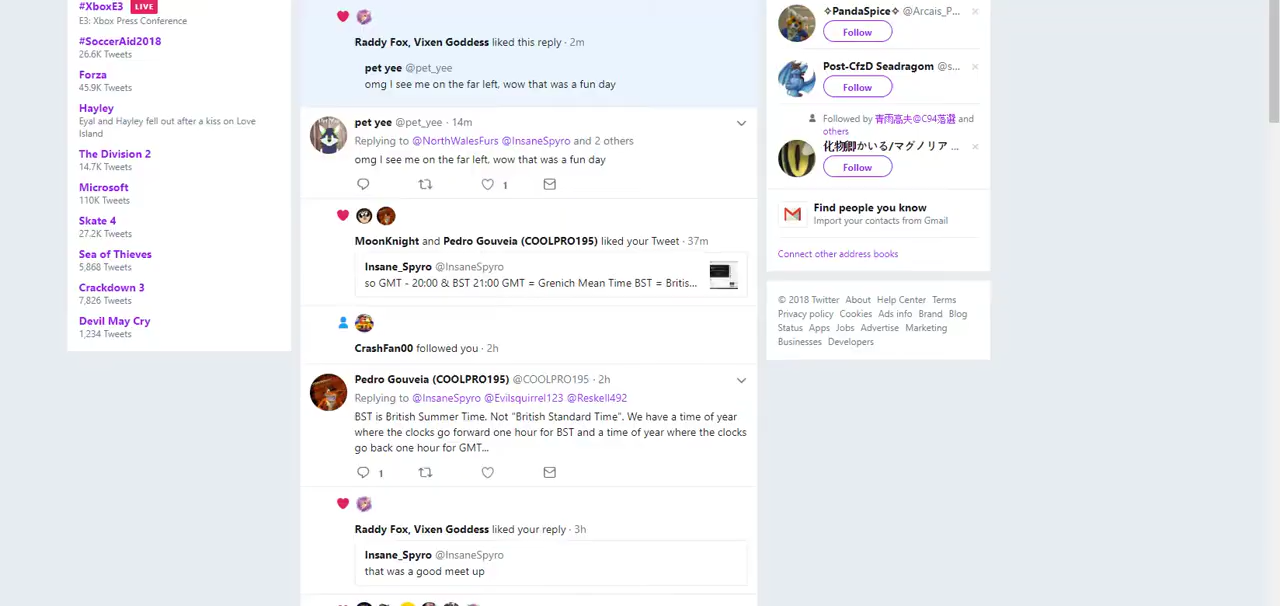 #XboxE3 LIVE
E3: Xbox Press Conference
#SoccerAid2018
26.6K Tweets
Forza
45.9K Tweets
Hayley
Eyal and Hayley fell out after a kiss on Love
Island
The Division 2
14.7K Tweets
Microsoft
110K Tweets
Skate 4
27.2K Tweets
Sea of Thieves
5,868 Tweets
Crackdown 3
7,826 Tweets
Devil May Cry
1,234 Tweets
Raddy Fox, Vixen Goddess liked this reply · 2m
pet yee @pet_yee
omg I see me on the far left, wow that was a fun day
pet yee @pet_yee · 14m
Replying to @NorthWalesFurs @InsaneSpyro and 2 others
omg I see me on the far left, wow that was a fun day
1
MoonKnight and Pedro Gouveia (COOLPRO195) liked your Tweet · 37m
Insane_Spyro @InsaneSpyro
so GMT - 20:00 & BST 21:00 GMT = Grenich Mean Time BST = Britis...
CrashFan00 followed you · 2h
Pedro Gouveia (COOLPRO195) @COOLPRO195 · 2h
Replying to @InsaneSpyro @Evilsquirrel123 @Reskell492
BST is British Summer Time. Not "British Standard Time". We have a time of year
where the clocks go forward one hour for BST and a time of year where the clocks
go back one hour for GMT...
1
Raddy Fox, Vixen Goddess liked your reply · 3h
Insane_Spyro @InsaneSpyro
that was a good meet up
✧PandaSpice✧ @Arcais_P...
Follow
Post-CfzD Seadragom @s...
Follow
Followed by 青雨高夫@C94落選 and
others
化物卿かいる/マグノリア ...
Follow
Find people you know
Import your contacts from Gmail
Connect other address books
© 2018 Twitter About Help Center Terms
Privacy policy Cookies Ads info Brand Blog
Status Apps Jobs Advertise Marketing
Businesses Developers